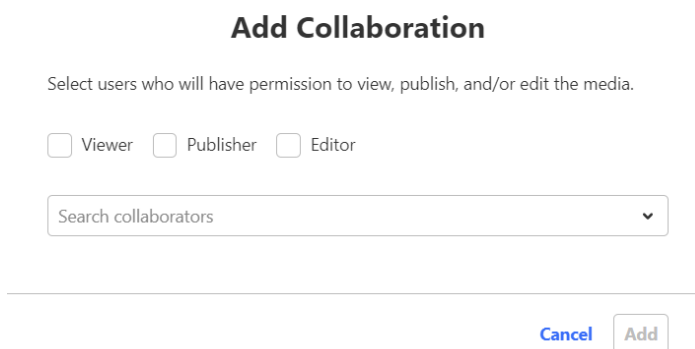 Add Collaboration
Select users who will have permission to view, publish, and/or edit the media.
Viewer Publisher Editor
Search collaborators
Cancel Add